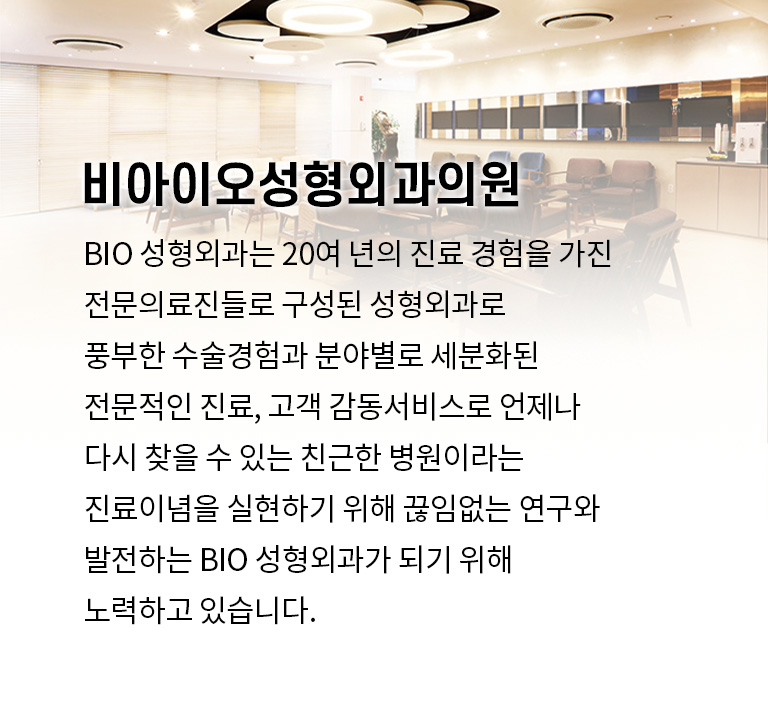 비아이오성형외과의원
BIO 성형외과는 20여 년의 진료 경험을 가진
전문의료진들로 구성된 성형외과로
풍부한 수술경험과 분야별로 세분화된
전문적인 진료, 고객 감동서비스로 언제나
다시 찾을 수 있는 친근한 병원이라는
진료이념을 실현하기 위해 끊임없는 연구와
발전하는 BIO 성형외과가 되기 위해
노력하고 있습니다.